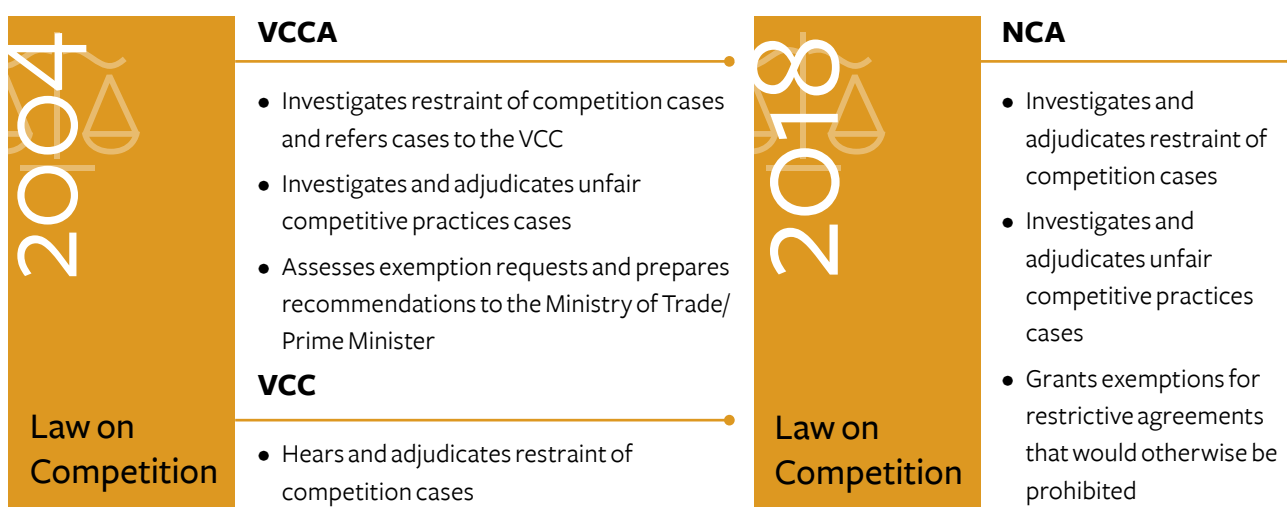 2004
Law on
Competition
VCCA
● Investigates restraint of competition cases
and refers cases to the VCC
● Investigates and adjudicates unfair
competitive practices cases
● Assesses exemption requests and prepares
recommendations to the Ministry of Trade/
Prime Minister
VCC
● Hears and adjudicates restraint of
competition cases
2018
Law on
Competition
NCA
● Investigates and
adjudicates restraint of
competition cases
● Investigates and
adjudicates unfair
competitive practices
cases
● Grants exemptions for
restrictive agreements
that would otherwise be
prohibited